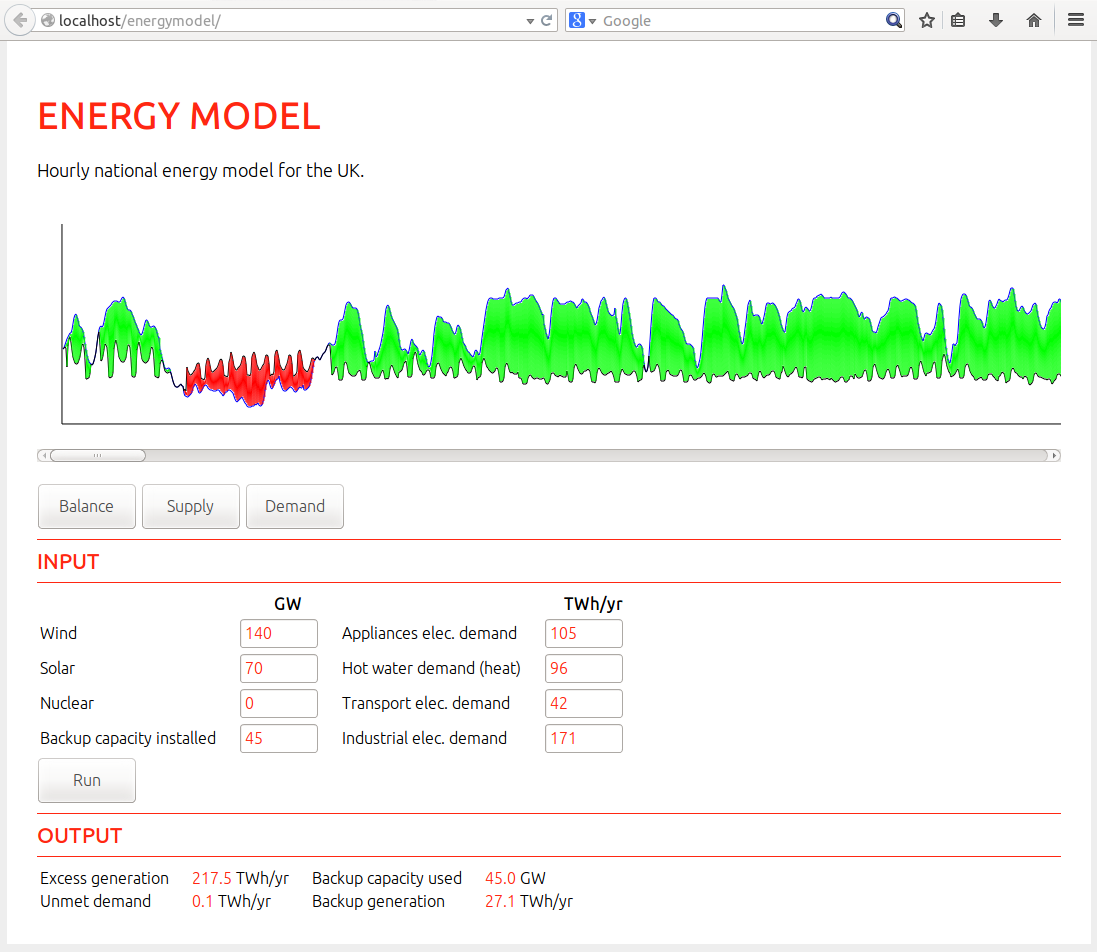 localhost/energymodel/ Google
ENERGY MODEL
Hourly national energy model for the UK.
Balance Supply Demand
INPUT
GW TWh/yr
Wind 140 Appliances elec. demand 105
Solar 70 Hot water demand (heat) 96
Nuclear 0 Transport elec. demand 42
Backup capacity installed 45 Industrial elec. demand 171
Run
OUTPUT
Excess generation 217.5 TWh/yr Backup capacity used 45.0 GW
Unmet demand 0.1 TWh/yr Backup generation 27.1 TWh/yr